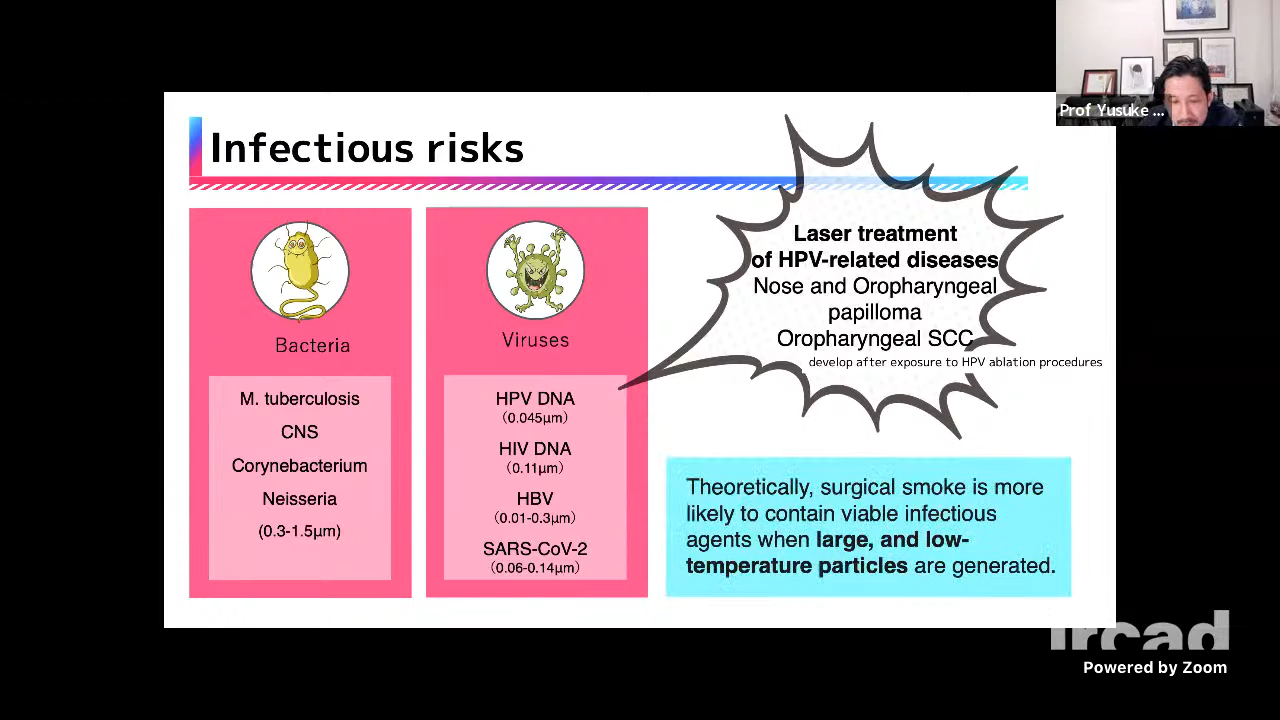 Prof Yusuke ...
Infectious risks
Bacteria
M. tuberculosis
CNS
Corynebacterium
Neisseria
(0.3-1.5μm)
Viruses
HPV DNA
(0.045μm)
HIV DNA
(0.11μm)
HBV
(0.01-0.3μm)
SARS-CoV-2
(0.06-0.14μm)
Laser treatment
of HPV-related diseases
Nose and Oropharyngeal
papilloma
Oropharyngeal SCC
develop after exposure to HPV ablation procedures
Theoretically, surgical smoke is more
likely to contain viable infectious
agents when large, and low-
temperature particles are generated.
ircad
Powered by Zoom